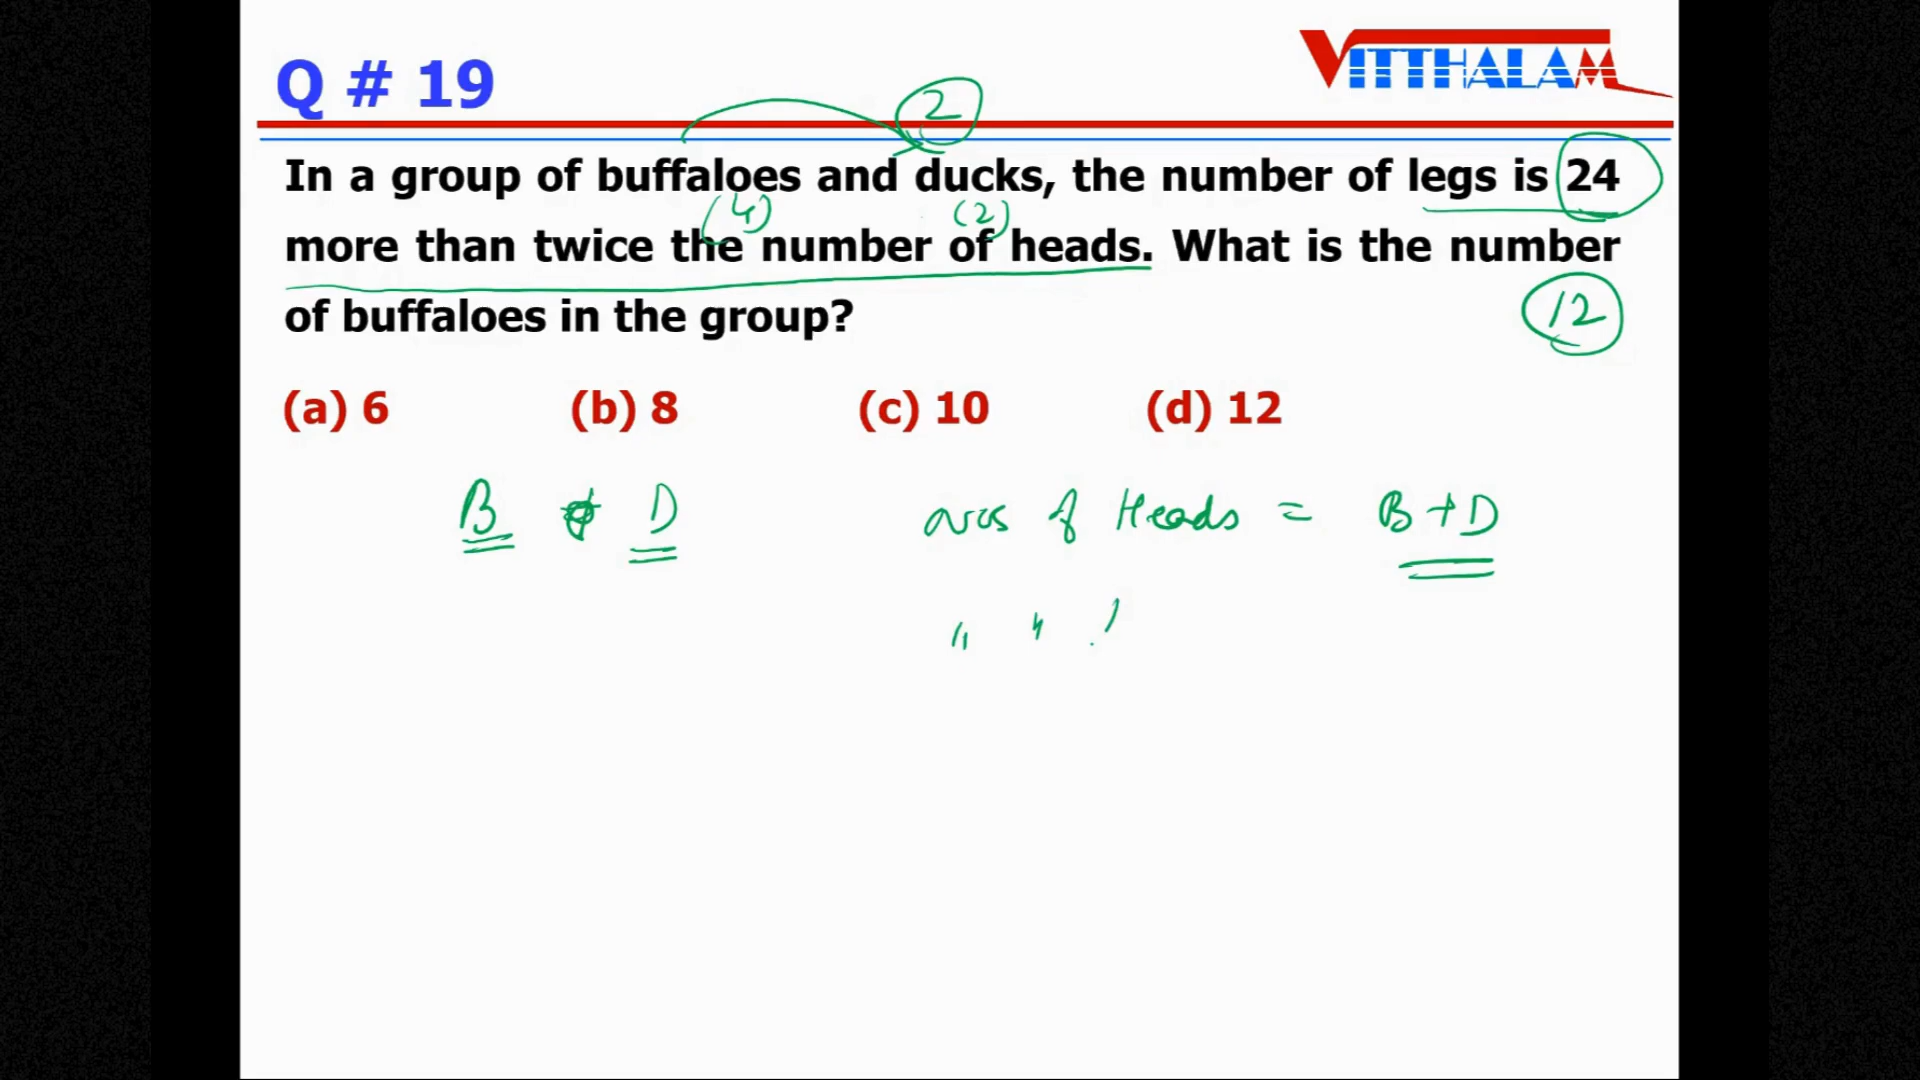 Q # 19
VITTHALAM
2
In a group of buffaloes and ducks, the number of legs is 24
(4) (2)
more than twice the number of heads. What is the number
of buffaloes in the group?
12
(a) 6 (b) 8 (c) 10 (d) 12
B D of Heads = B+D
" "